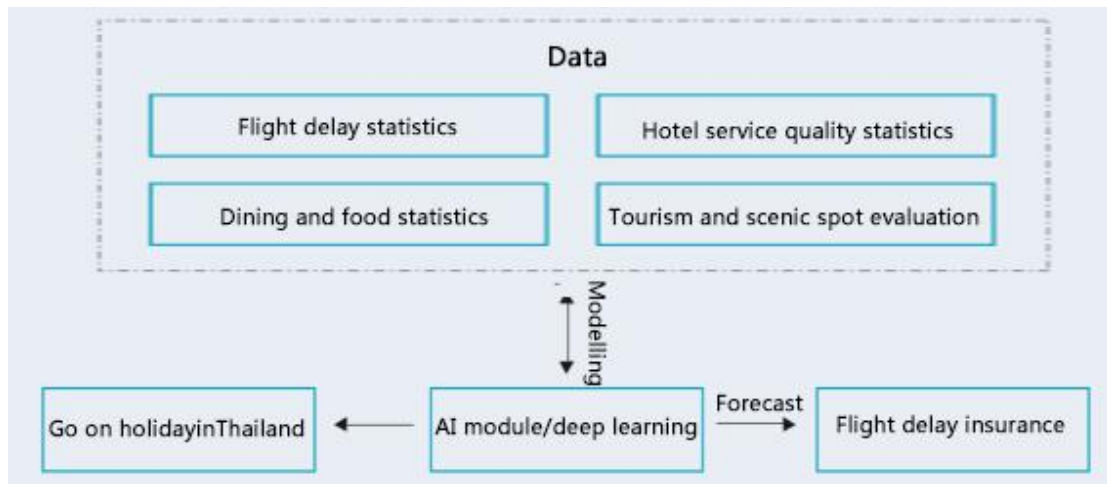 Data
Flight delay statistics
Hotel service quality statistics
Dining and food statistics
Tourism and scenic spot evaluation
Modelling
Go on holidayinThailand
AI module/deep learning
Forecast
Flight delay insurance